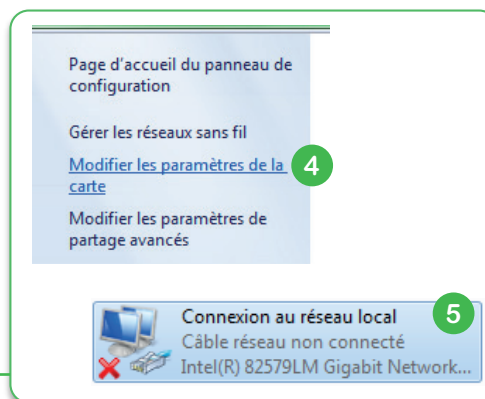 Page d'accueil du panneau de
configuration
Gérer les réseaux sans fil
Modifier les paramètres de la
carte
4
Modifier les paramètres de
partage avancés
Connexion au réseau local
5
Câble réseau non connecté
Intel(R) 82579LM Gigabit Network...